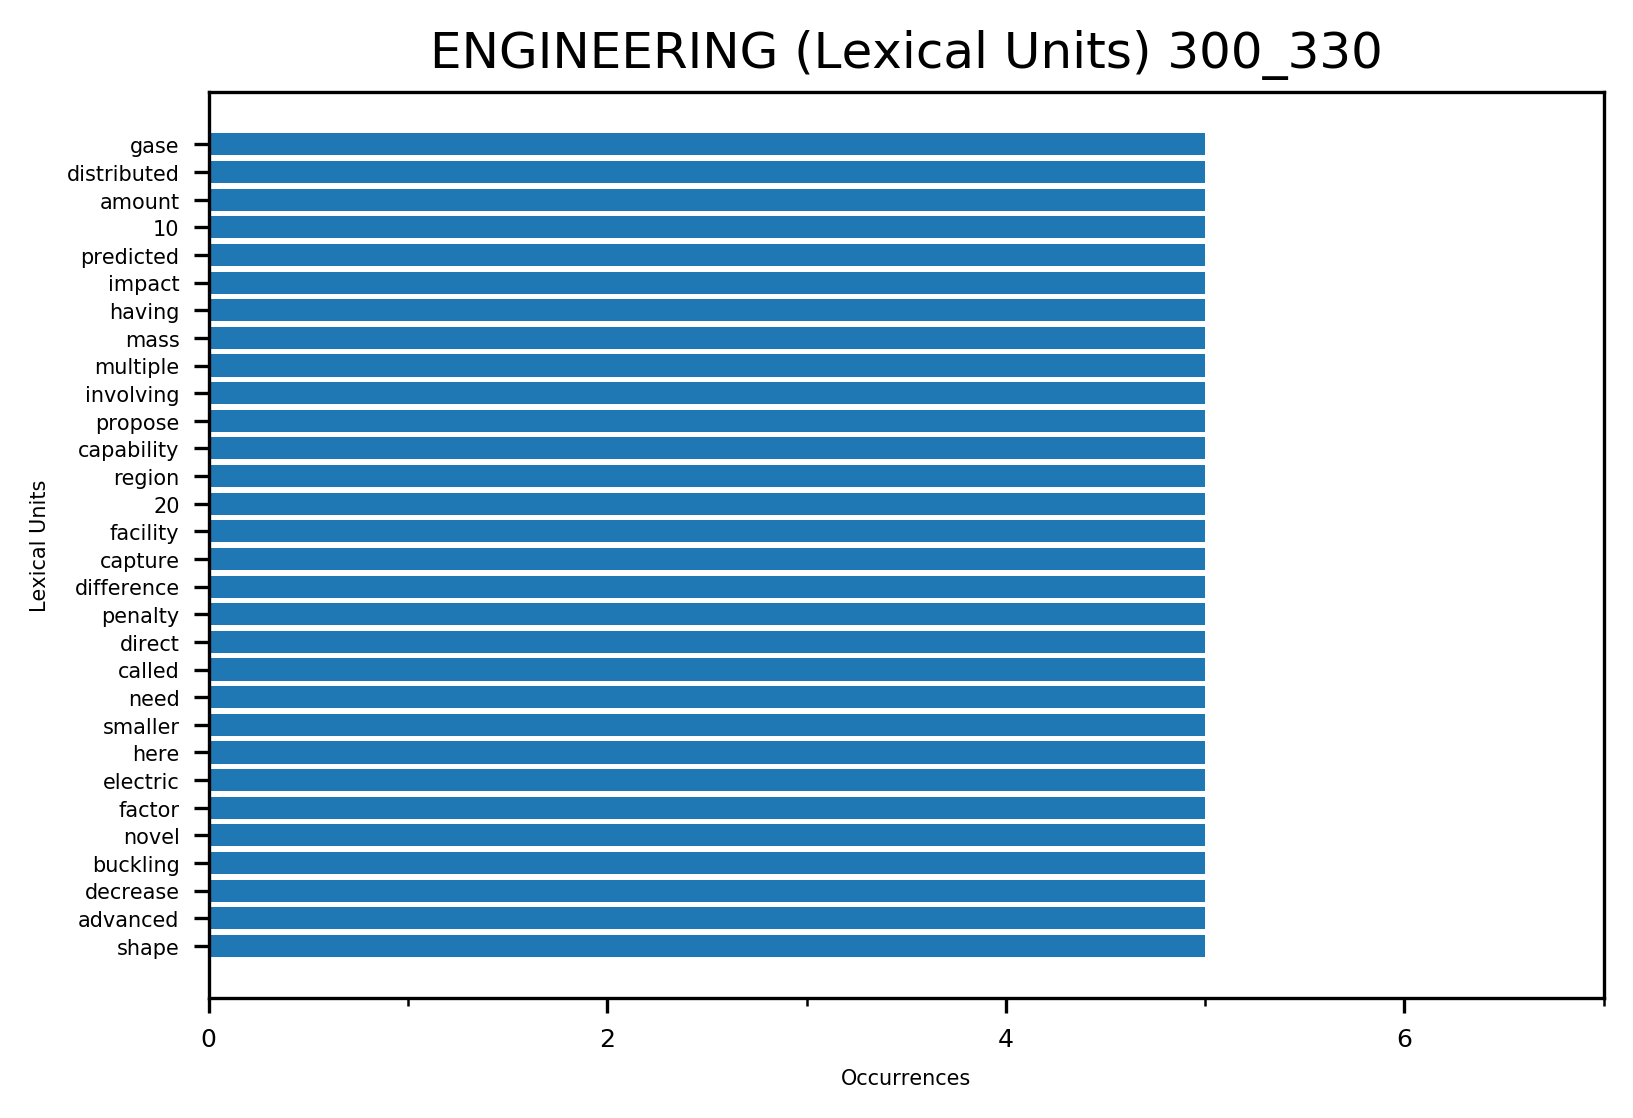 ENGINEERING (Lexical Units) 300_330
gase
distributed
amount
10
predicted
impact
having
mass
multiple
involving
propose
capability
region
20
facility
capture
difference
penalty
direct
called
need
smaller
here
electric
factor
novel
buckling
decrease
advanced
shape
Lexical Units
0 2 4 6
Occurrences